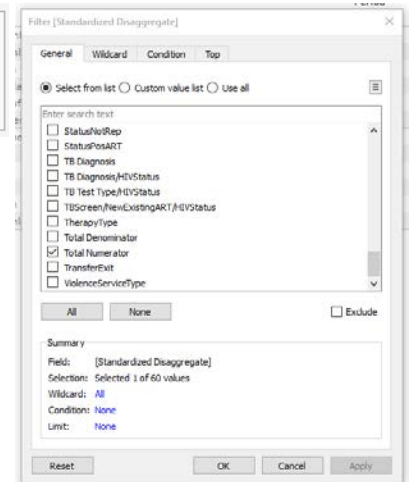 Filter [Standardized Disaggregate]
General Wildcard Condition Top
Select from list Custom value list Use all
Enter search text
StatusNotRep
StatusPosART
TB Diagnosis
TB Diagnosis/HIVStatus
TB Test Type/HIVStatus
TBScreen/NewExistingART/HIVStatus
TherapyType
Total Denominator
Total Numerator
TransferExit
ViolenceServiceType
All None Exclude
Summary
Field: [Standardized Disaggregate]
Selection: Selected 1 of 60 values
Wildcard: All
Condition: None
Limit: None
Reset OK Cancel Apply